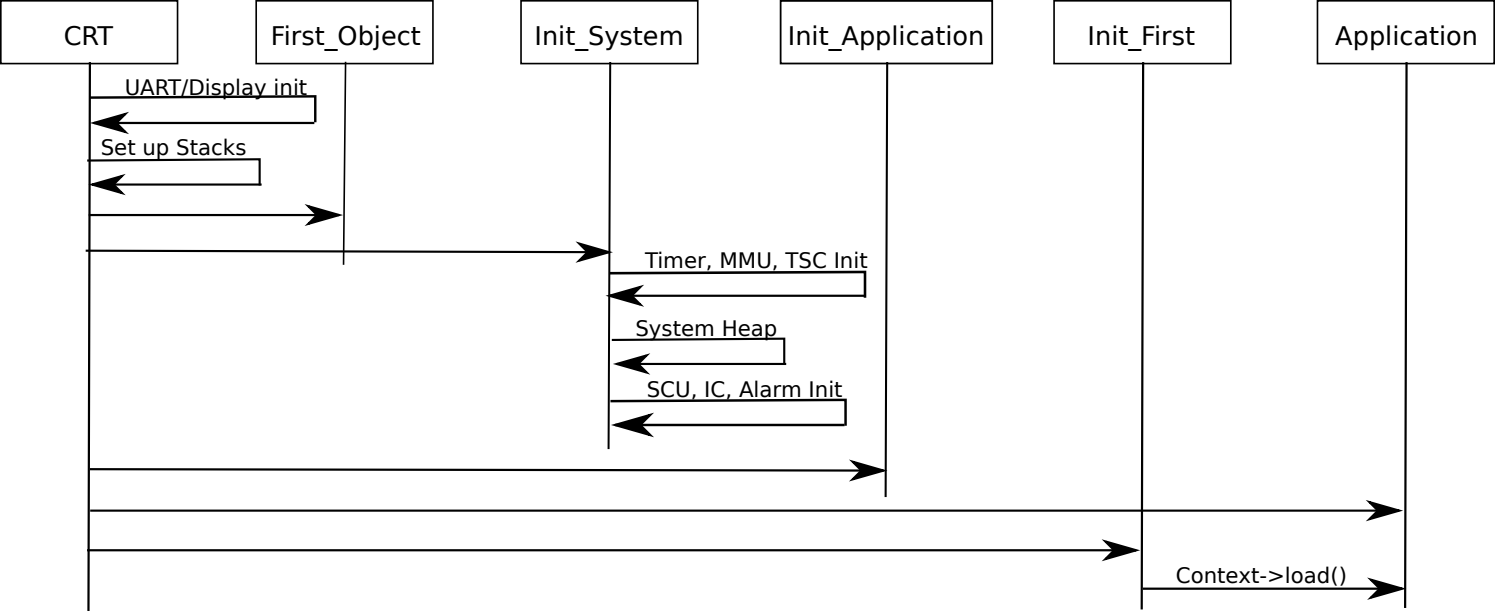 CRT
First_Object
Init_System
Init_Application
Init_First
Application
UART/Display init
Set up Stacks
Timer, MMU, TSC Init
System Heap
SCU, IC, Alarm Init
Context->load()